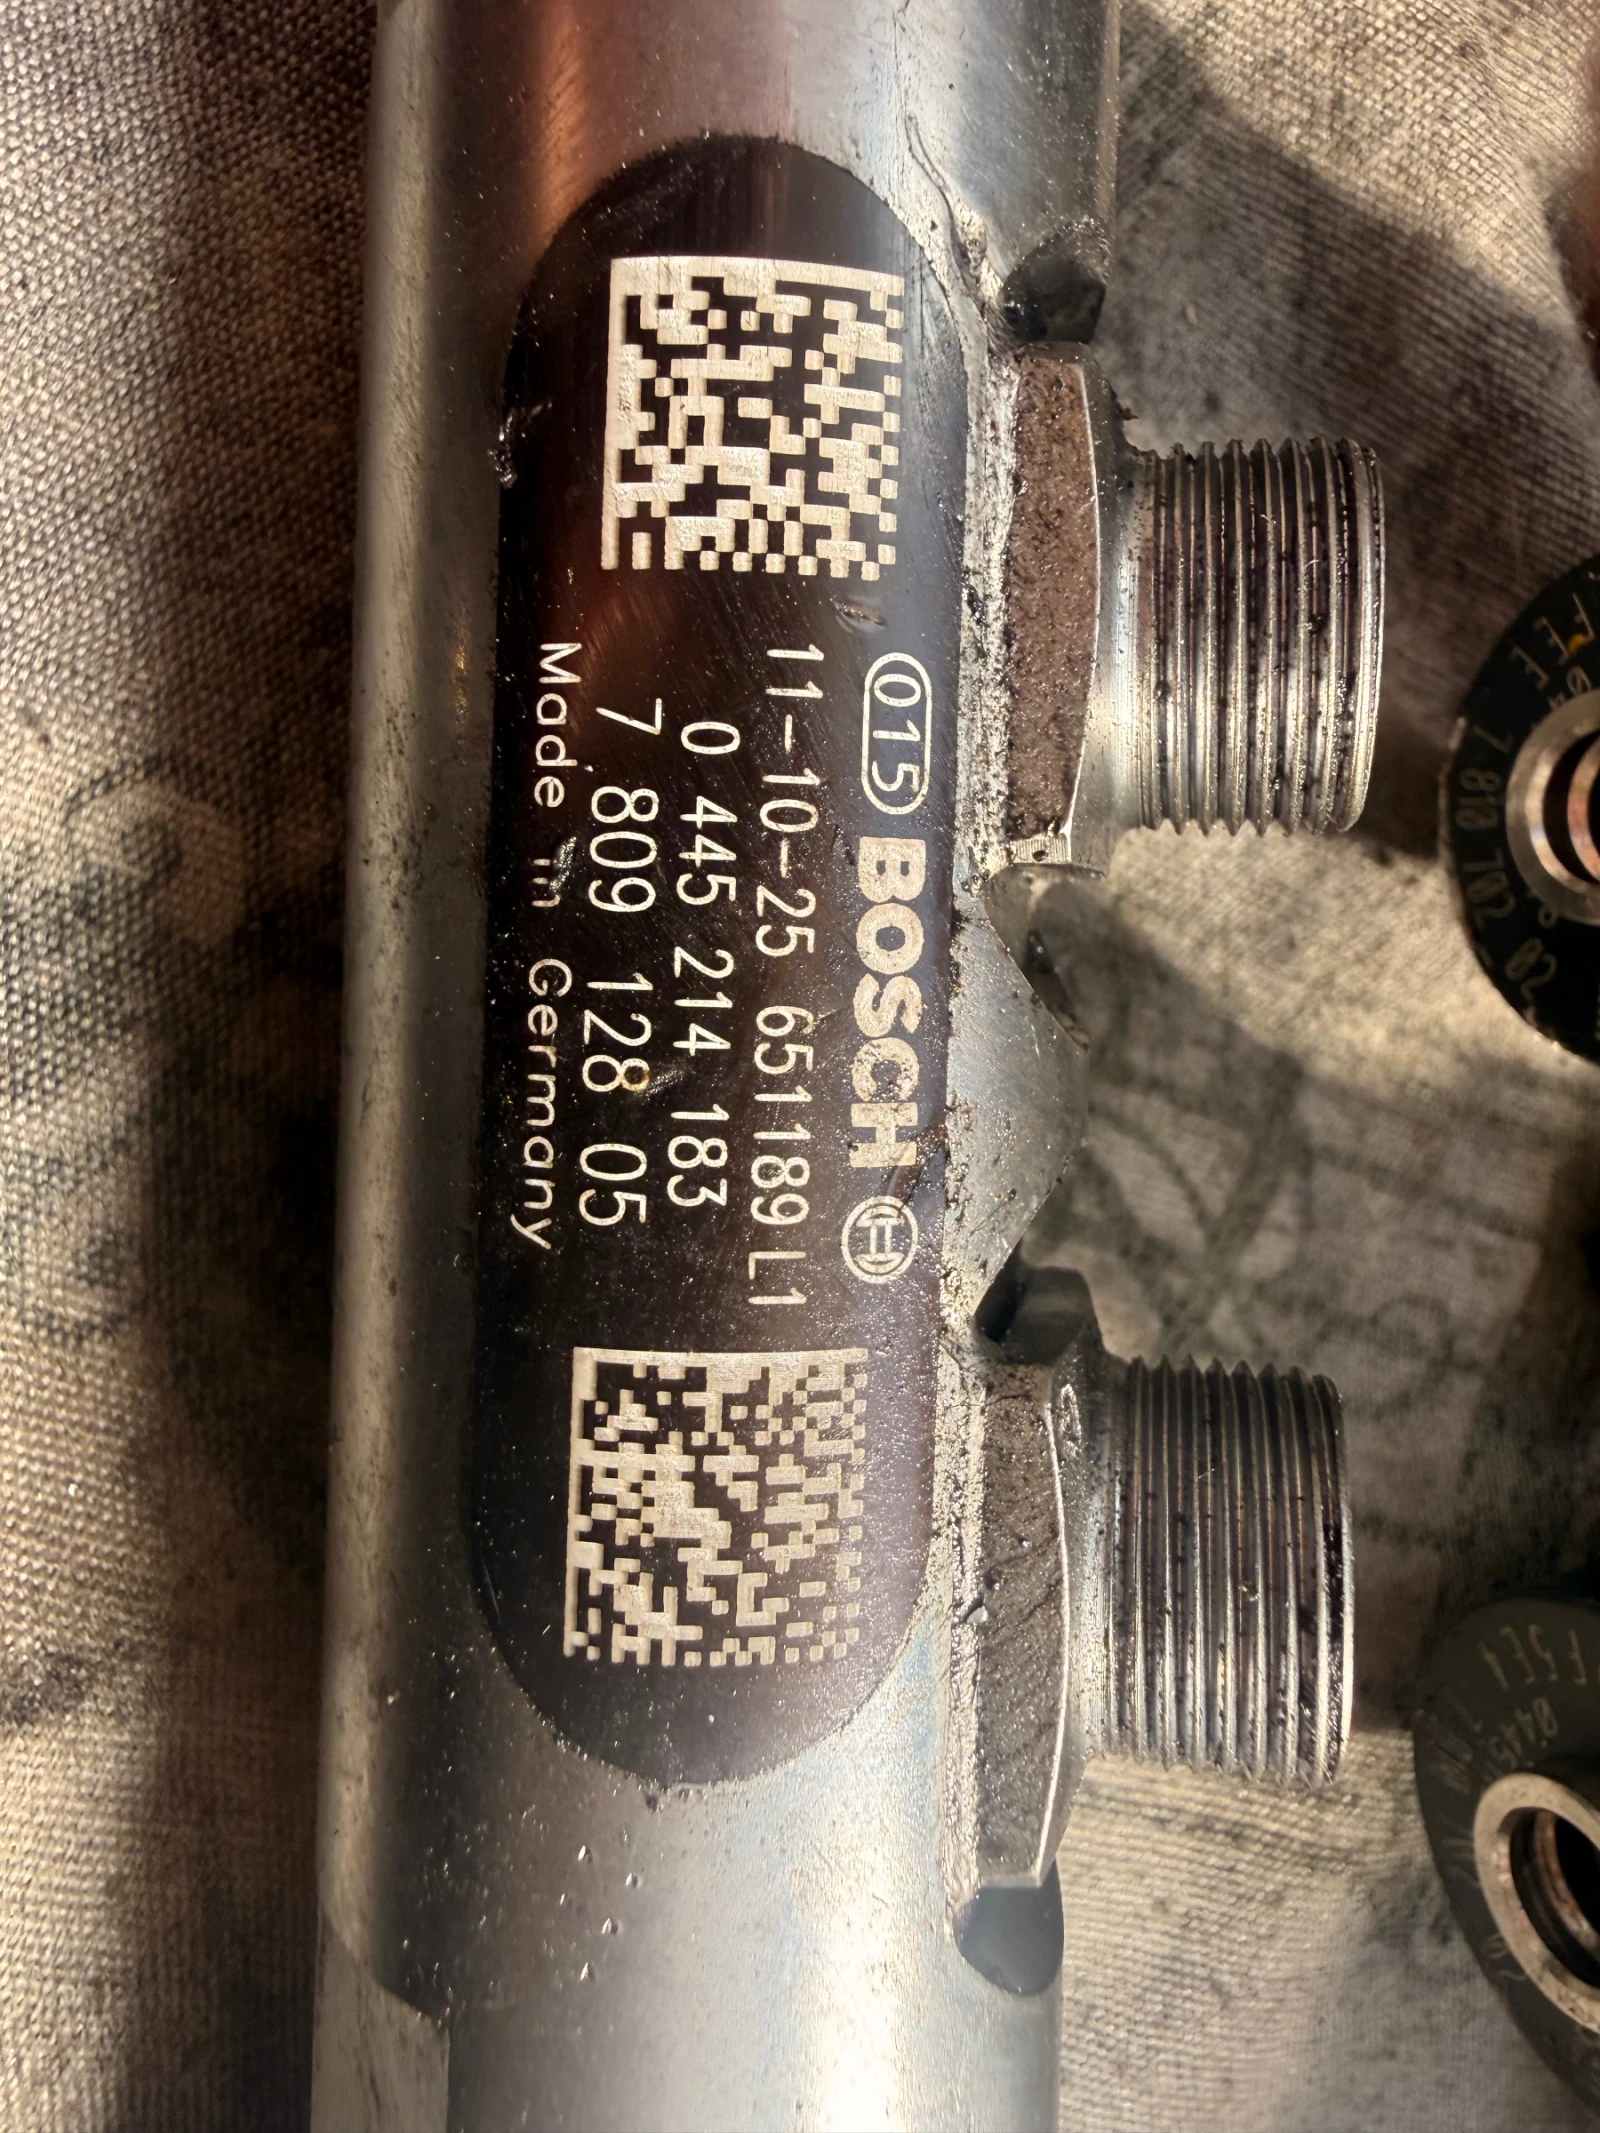 015 BOSCH
11-10-25 651189 L1
0 445 214 183
7 809 128 05
Made in Germany